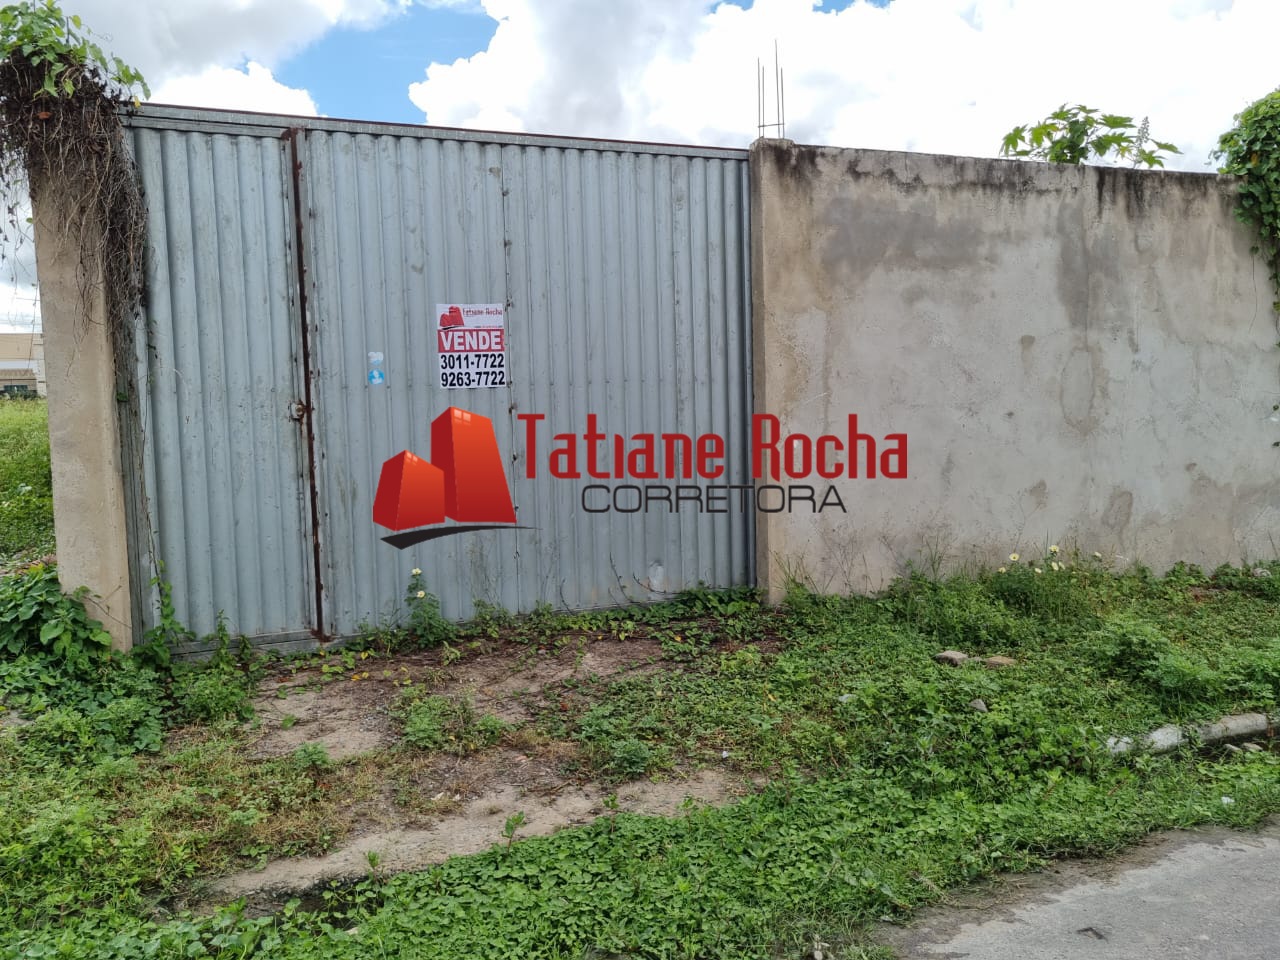 Tatiane Rocha
VENDE
3011-7722
9263-7722
Tatiane Rocha
CORRETORA